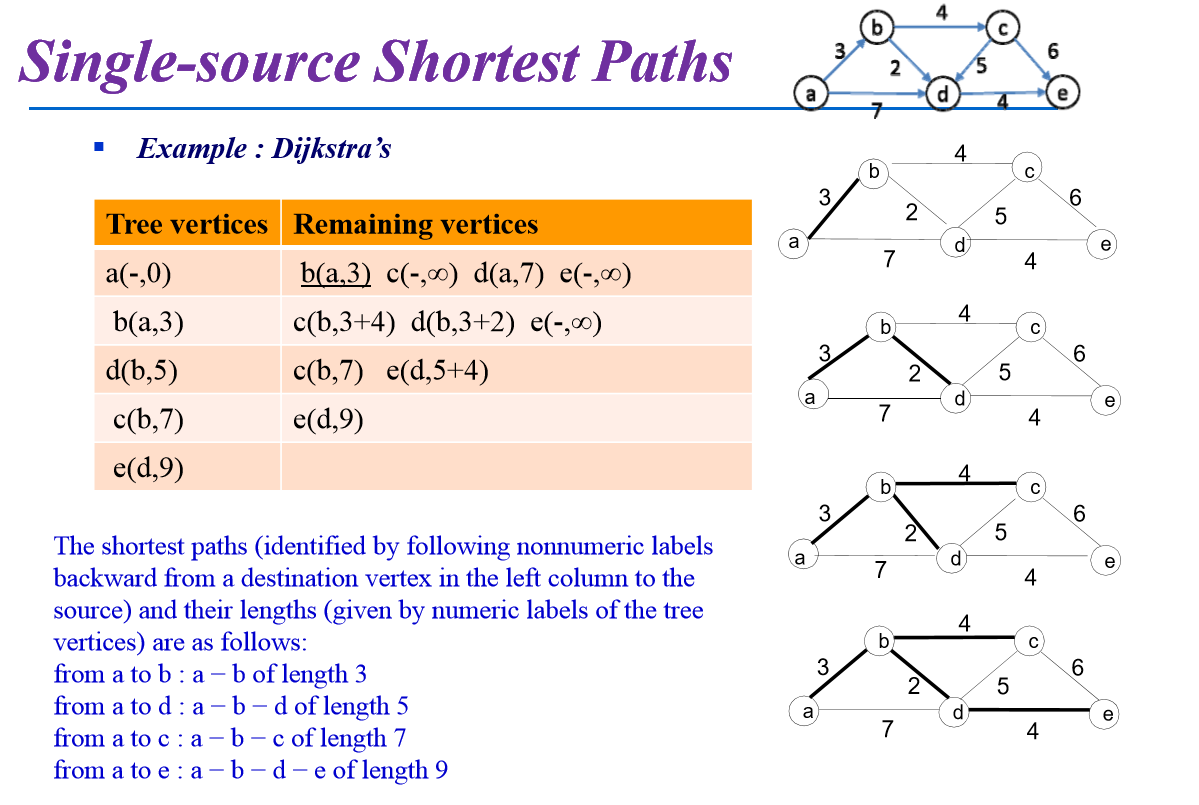 Single-source Shortest Paths
b 4 c
3 2 5 6
a 7 d 4 e
▪ Example : Dijkstra’s
Tree vertices Remaining vertices
a(-,0) b(a,3) c(-,∞) d(a,7) e(-,∞)
b(a,3) c(b,3+4) d(b,3+2) e(-,∞)
d(b,5) c(b,7) e(d,5+4)
c(b,7) e(d,9)
e(d,9)
The shortest paths (identified by following nonnumeric labels
backward from a destination vertex in the left column to the
source) and their lengths (given by numeric labels of the tree
vertices) are as follows:
from a to b : a − b of length 3
from a to d : a − b − d of length 5
from a to c : a − b − c of length 7
from a to e : a − b − d − e of length 9
b 4 c
3 2 5 6
a 7 d 4 e
b 4 c
3 2 5 6
a 7 d 4 e
b 4 c
3 2 5 6
a 7 d 4 e
b 4 c
3 2 5 6
a 7 d 4 e